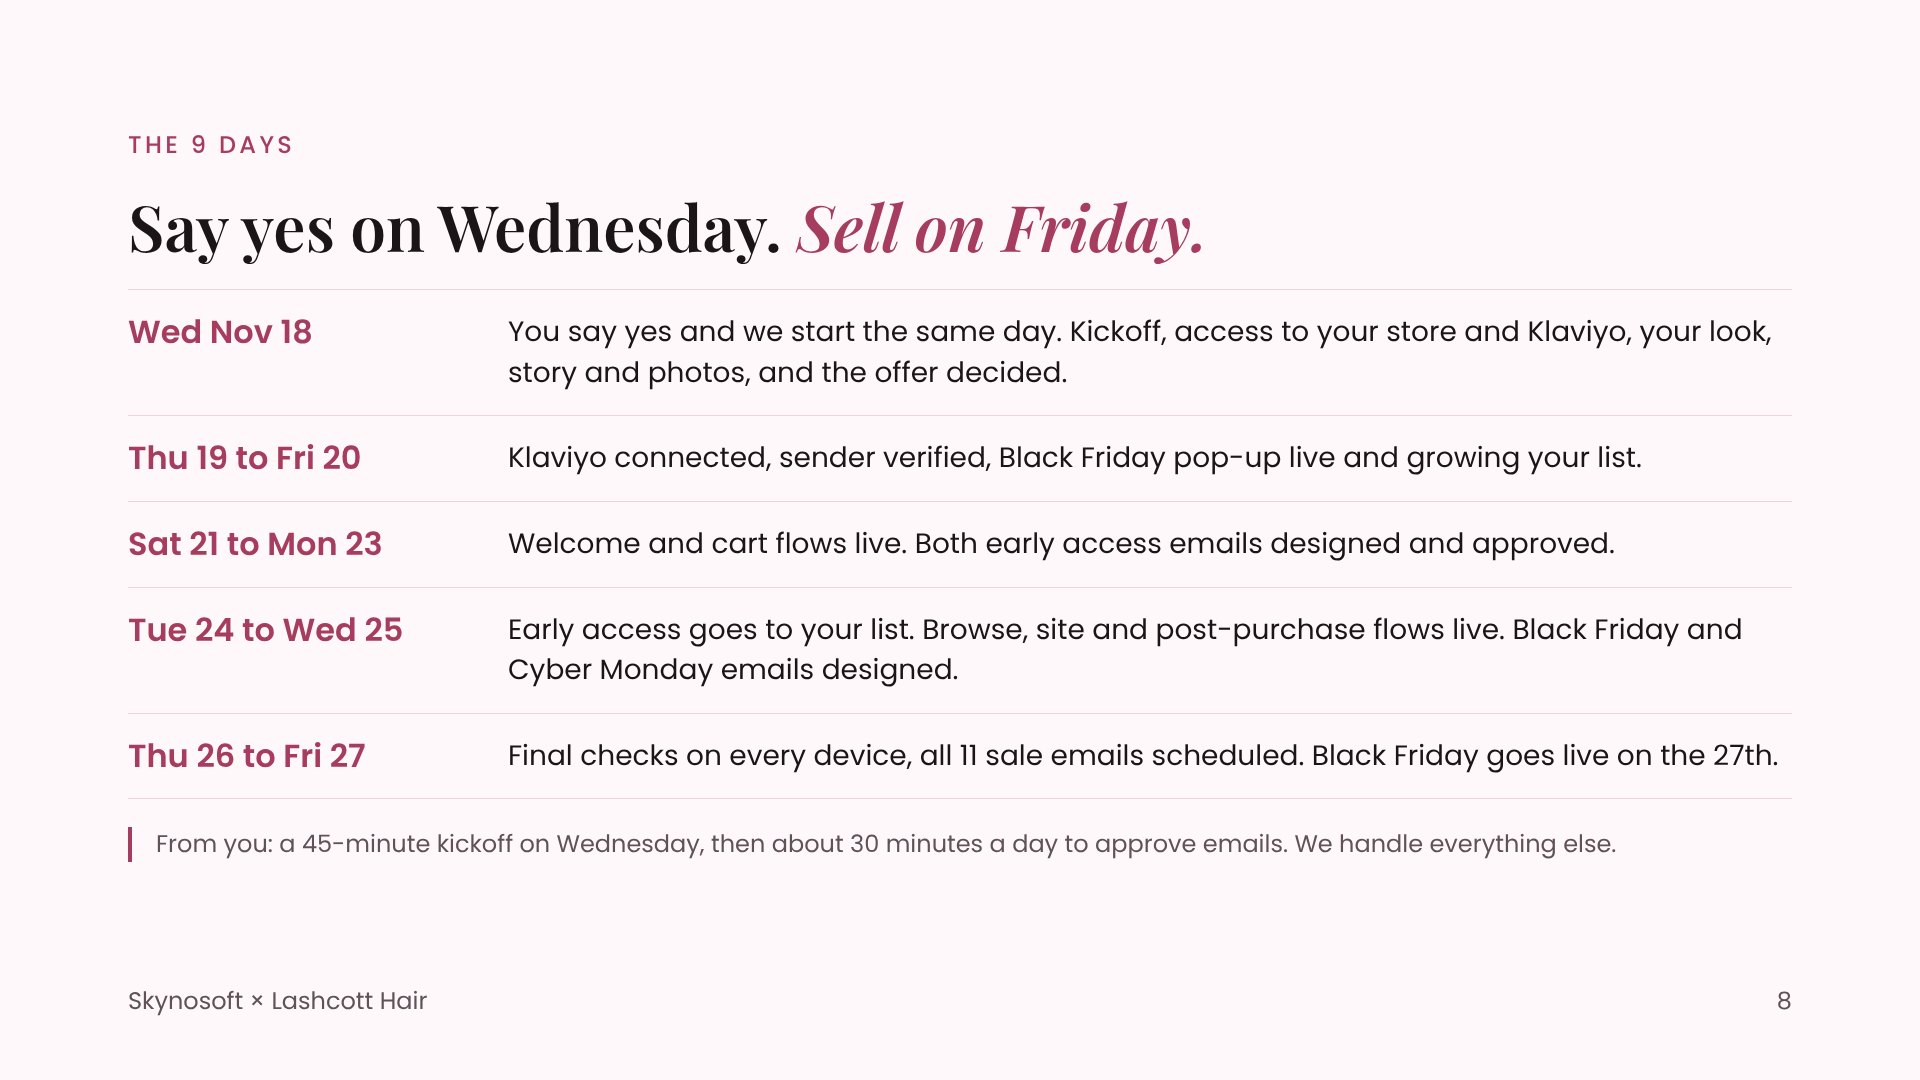 THE 9 DAYS
Say yes on Wednesday. Sell on Friday.
Wed Nov 18
You say yes and we start the same day. Kickoff, access to your store and Klaviyo, your look,
story and photos, and the offer decided.
Thu 19 to Fri 20
Klaviyo connected, sender verified, Black Friday pop-up live and growing your list.
Sat 21 to Mon 23
Welcome and cart flows live. Both early access emails designed and approved.
Tue 24 to Wed 25
Early access goes to your list. Browse, site and post-purchase flows live. Black Friday and
Cyber Monday emails designed.
Thu 26 to Fri 27
Final checks on every device, all 11 sale emails scheduled. Black Friday goes live on the 27th.
From you: a 45-minute kickoff on Wednesday, then about 30 minutes a day to approve emails. We handle everything else.
Skynosoft × Lashcott Hair
8